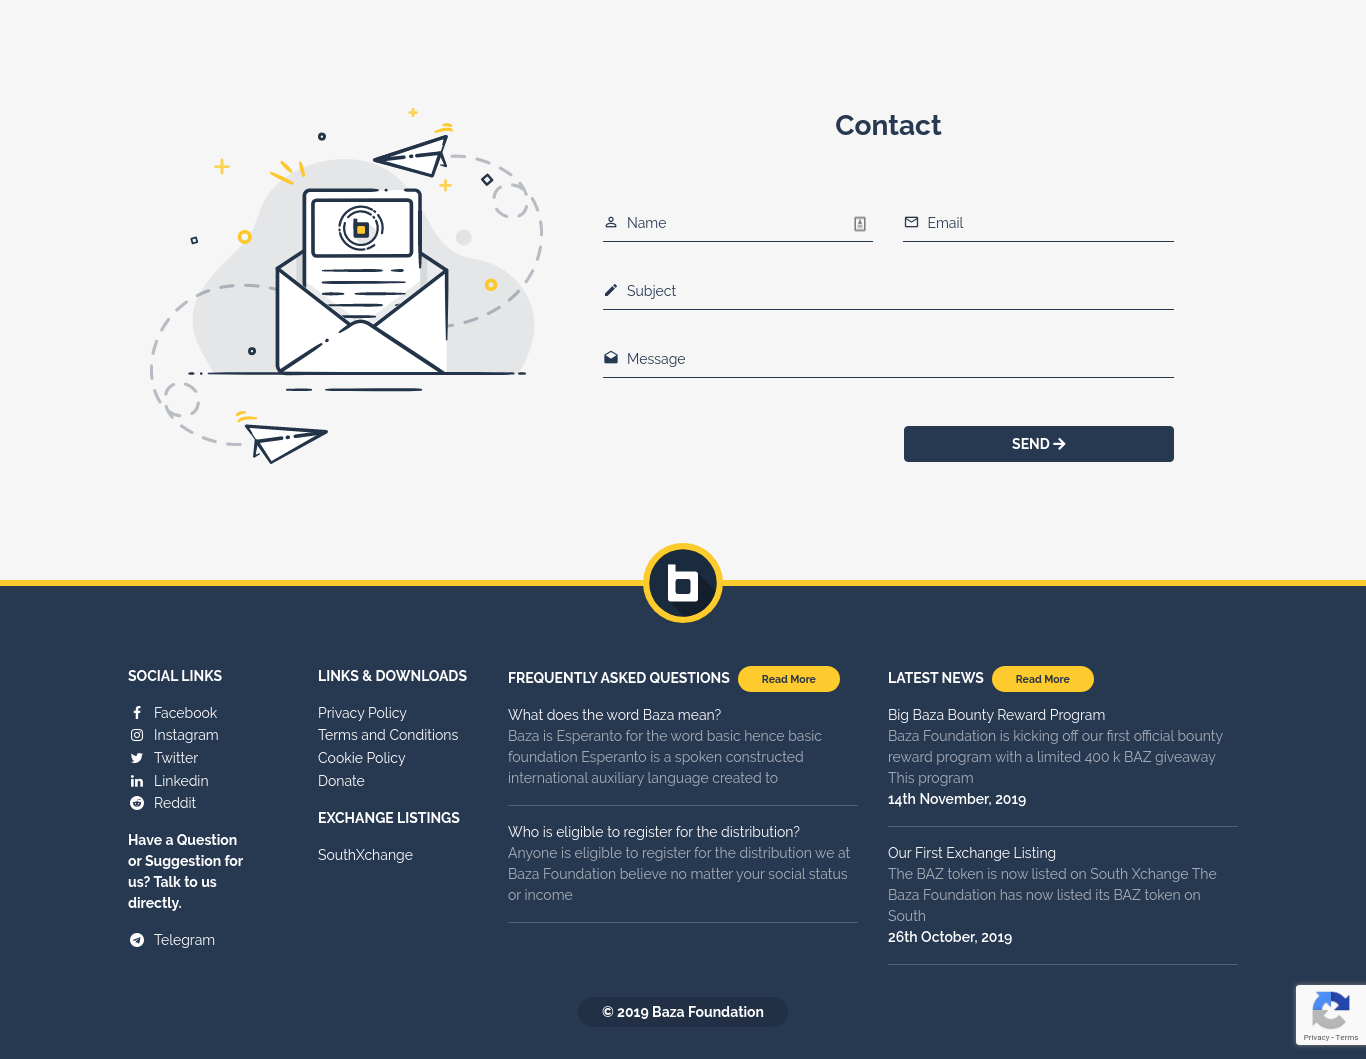 Contact
Name
Email
Subject
Message
SEND
SOCIAL LINKS
Facebook
Instagram
Twitter
Linkedin
Reddit
Have a Question
or Suggestion for
us? Talk to us
directly.
Telegram
LINKS & DOWNLOADS
Privacy Policy
Terms and Conditions
Cookie Policy
Donate
EXCHANGE LISTINGS
SouthXchange
FREQUENTLY ASKED QUESTIONS
Read More
What does the word Baza mean?
Baza is Esperanto for the word basic hence basic
foundation Esperanto is a spoken constructed
international auxiliary language created to
Who is eligible to register for the distribution?
Anyone is eligible to register for the distribution we at
Baza Foundation believe no matter your social status
or income
LATEST NEWS
Read More
Big Baza Bounty Reward Program
Baza Foundation is kicking off our first official bounty
reward program with a limited 400 k BAZ giveaway
This program
14th November, 2019
Our First Exchange Listing
The BAZ token is now listed on South Xchange The
Baza Foundation has now listed its BAZ token on
South
26th October, 2019
© 2019 Baza Foundation
Privacy - Terms